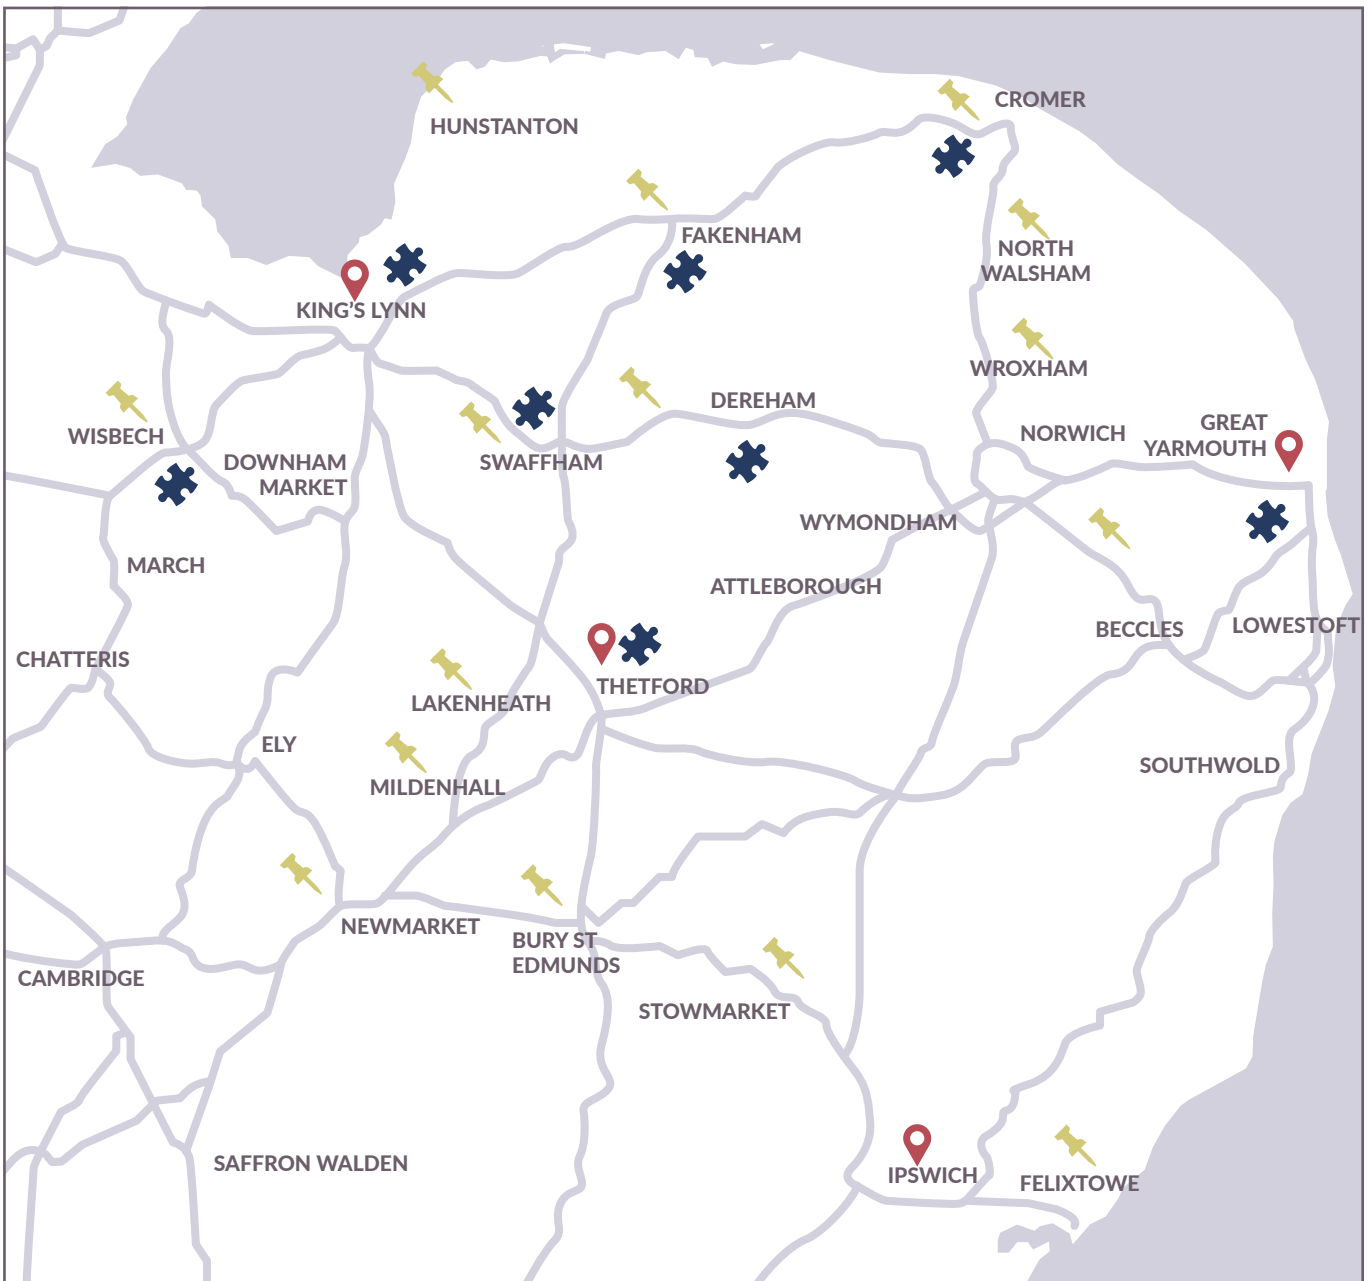 CROMER
HUNSTANTON
FAKENHAM
NORTH
WALSHAM
KING'S LYNN
WROXHAM
DEREHAM
GREAT
YARMOUTH
NORWICH
WISBECH
SWAFFHAM
DOWNHAM
MARKET
WYMONDHAM
MARCH
ATTLEBOROUGH
BECCLES
LOWESTOFT
CHATTERIS
THETFORD
LAKENHEATH
ELY
SOUTHWOLD
MILDENHALL
NEWMARKET
BURY ST
EDMUNDS
CAMBRIDGE
STOWMARKET
SAFFRON WALDEN
IPSWICH
FELIXTOWE